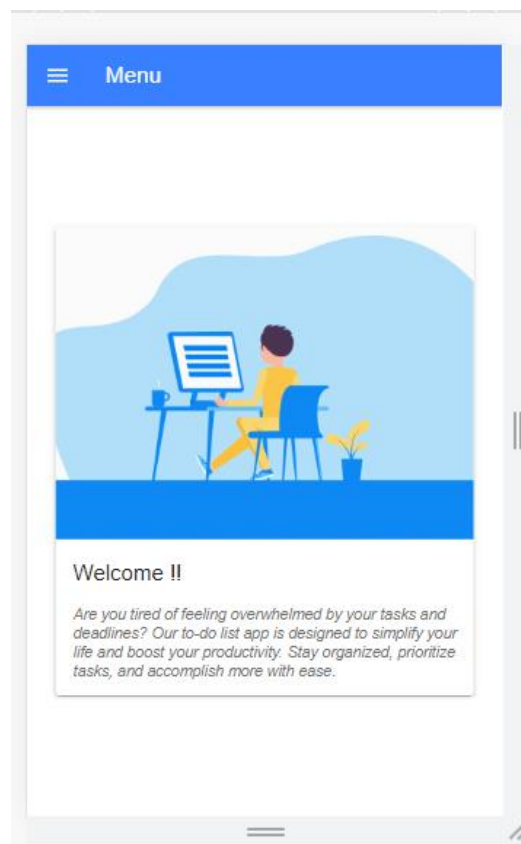 Menu
Welcome !!
Are you tired of feeling overwhelmed by your tasks and
deadlines? Our to-do list app is designed to simplify your
life and boost your productivity. Stay organized, prioritize
tasks, and accomplish more with ease.